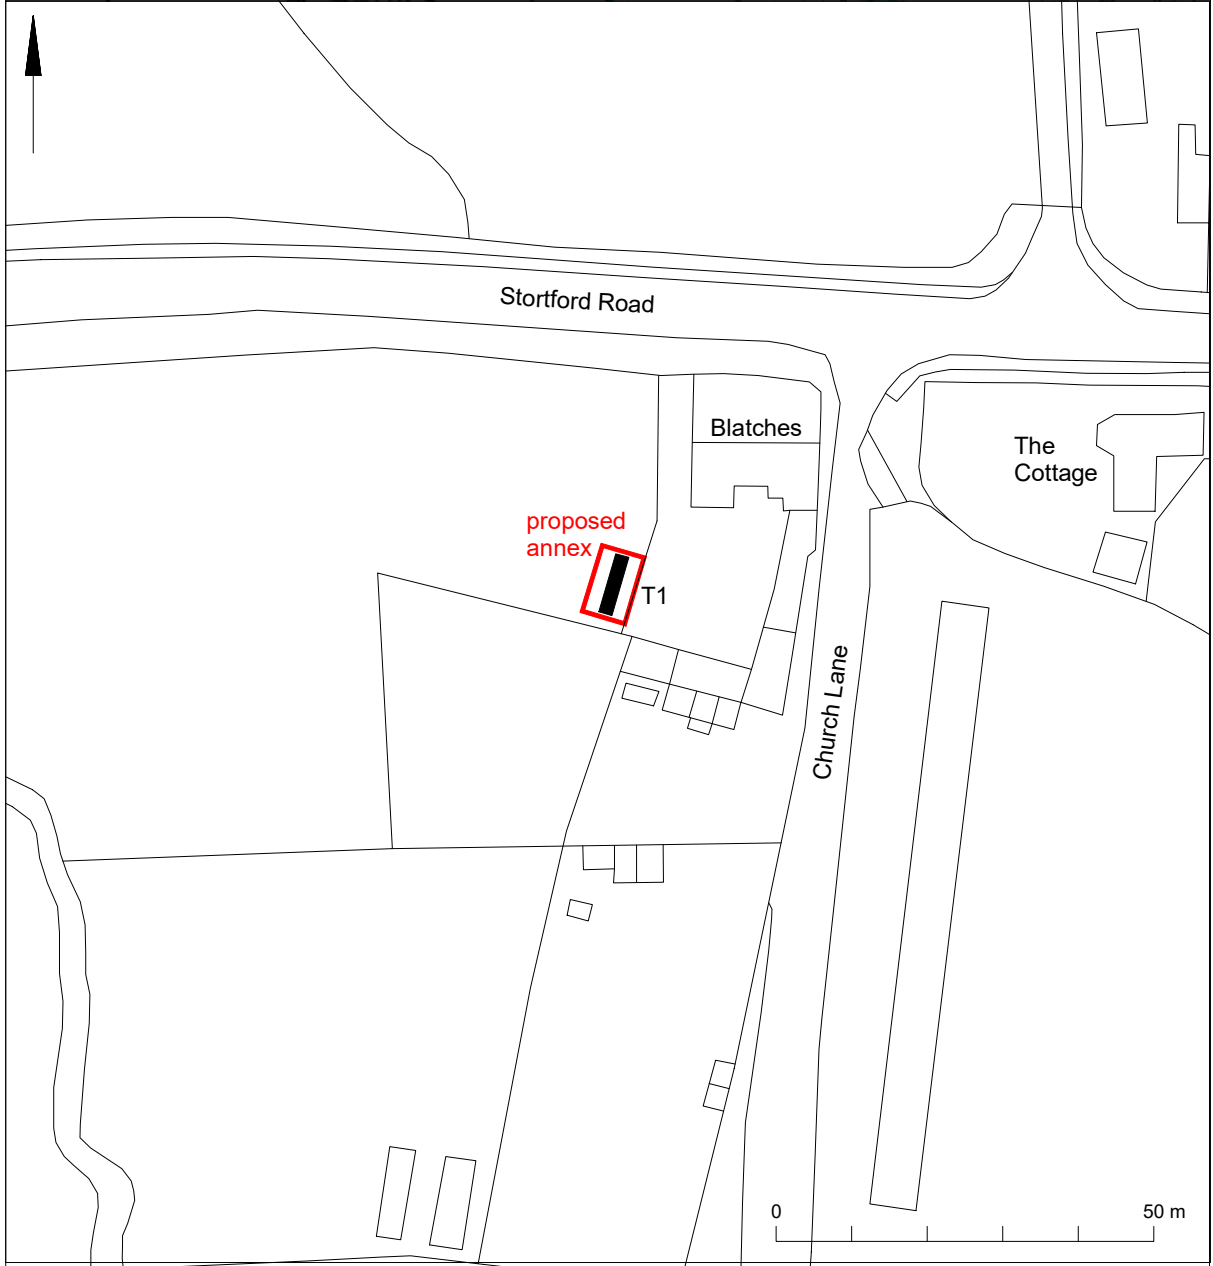 Stortford Road
Blatches
The
Cottage
proposed
annex
T1
Church Lane
0
50 m